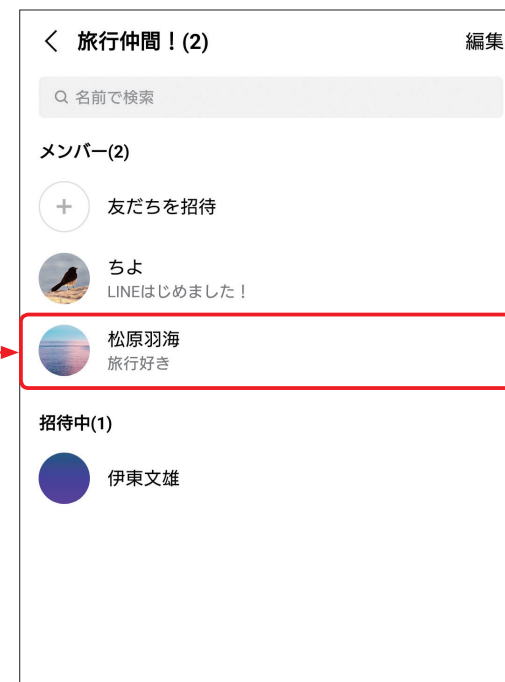 旅行仲間！(2)
編集
名前で検索
メンバー(2)
友だちを招待
ちよ
LINEはじめました！
松原羽海
旅行好き
招待中(1)
伊東文雄